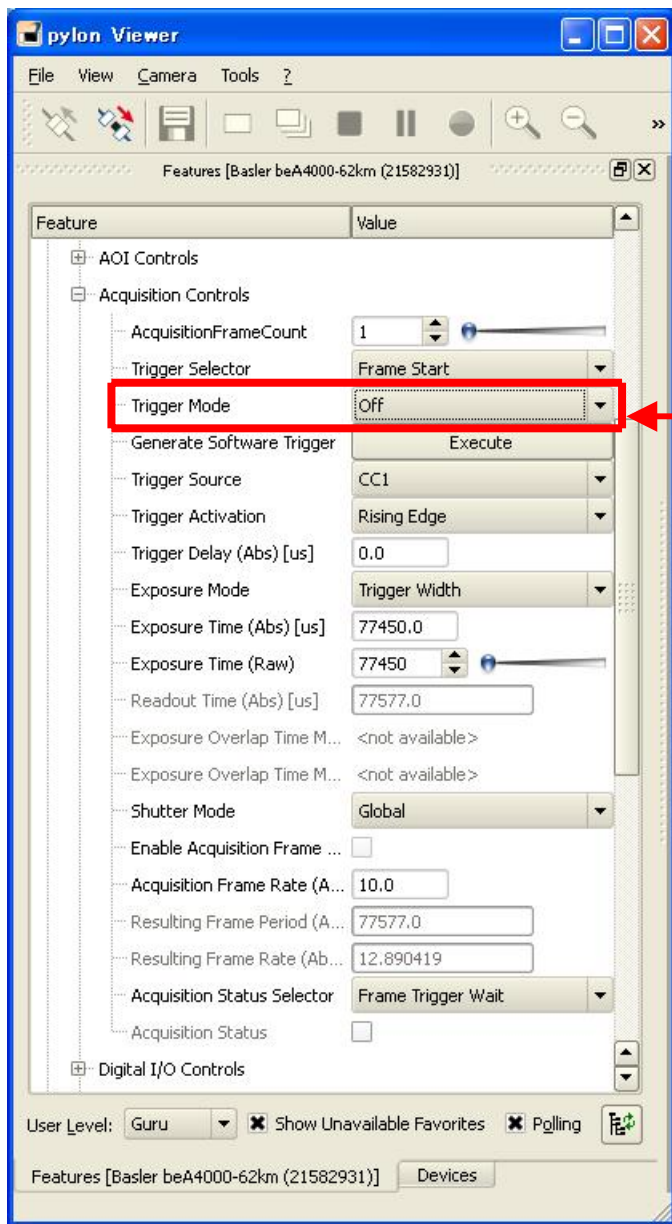 pylon Viewer
File View Camera Tools ?
»
Features [Basler beA4000-62km (21582931)]
Feature Value
AOI Controls
Acquisition Controls
AcquisitionFrameCount 1
Trigger Selector Frame Start
Trigger Mode Off
Generate Software Trigger Execute
Trigger Source CC1
Trigger Activation Rising Edge
Trigger Delay (Abs) [us] 0.0
Exposure Mode Trigger Width
Exposure Time (Abs) [us] 77450.0
Exposure Time (Raw) 77450
Readout Time (Abs) [us] 77577.0
Exposure Overlap Time M... <not available>
Exposure Overlap Time M... <not available>
Shutter Mode Global
Enable Acquisition Frame ...
Acquisition Frame Rate (A... 10.0
Resulting Frame Period (A... 77577.0
Resulting Frame Rate (Ab... 12.890419
Acquisition Status Selector Frame Trigger Wait
Acquisition Status
Digital I/O Controls
User Level: Guru Show Unavailable Favorites Polling
Features [Basler beA4000-62km (21582931)] Devices